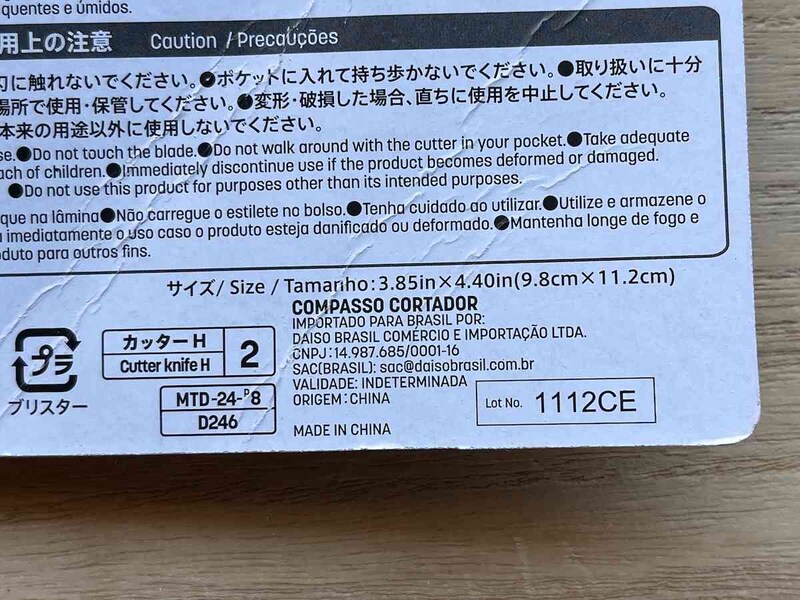 quentes e úmidos.
用上の注意 Caution / Precauções
刃に触れないでください。●ポケットに入れて持ち歩かないでください。●取り扱いに十分
場所で使用・保管してください。●変形・破損した場合、直ちに使用を中止してください。
本来の用途以外に使用しないでください。
se.●Do not touch the blade.●Do not walk around with the cutter in your pocket.●Take adequate
ach of children.●Immediately discontinue use if the product becomes deformed or damaged.
●Do not use this product for purposes other than its intended purposes.
que na lâmina●Não carregue o estilete no bolso.●Tenha cuidado ao utilizar.●Utilize e armazene o
a imediatamente o uso caso o produto esteja danificado ou deformado.●Mantenha longe de fogo e
duto para outros fins.
サイズ/ Size / Tamanho:3.85in×4.40in(9.8cm×11.2cm)
プラ
ブリスター
カッターH
Cutter knife H
2
MTD-24-P8
D246
COMPASSO CORTADOR
IMPORTADO PARA BRASIL POR:
DAISO BRASIL COMÉRCIO E IMPORTAÇÃO LTDA.
CNPJ:14.987.685/0001-16
SAC(BRASIL): sac@daisobrasil.com.br
VALIDADE: INDETERMINADA
ORIGEM: CHINA
MADE IN CHINA
Lot No. 1112CE